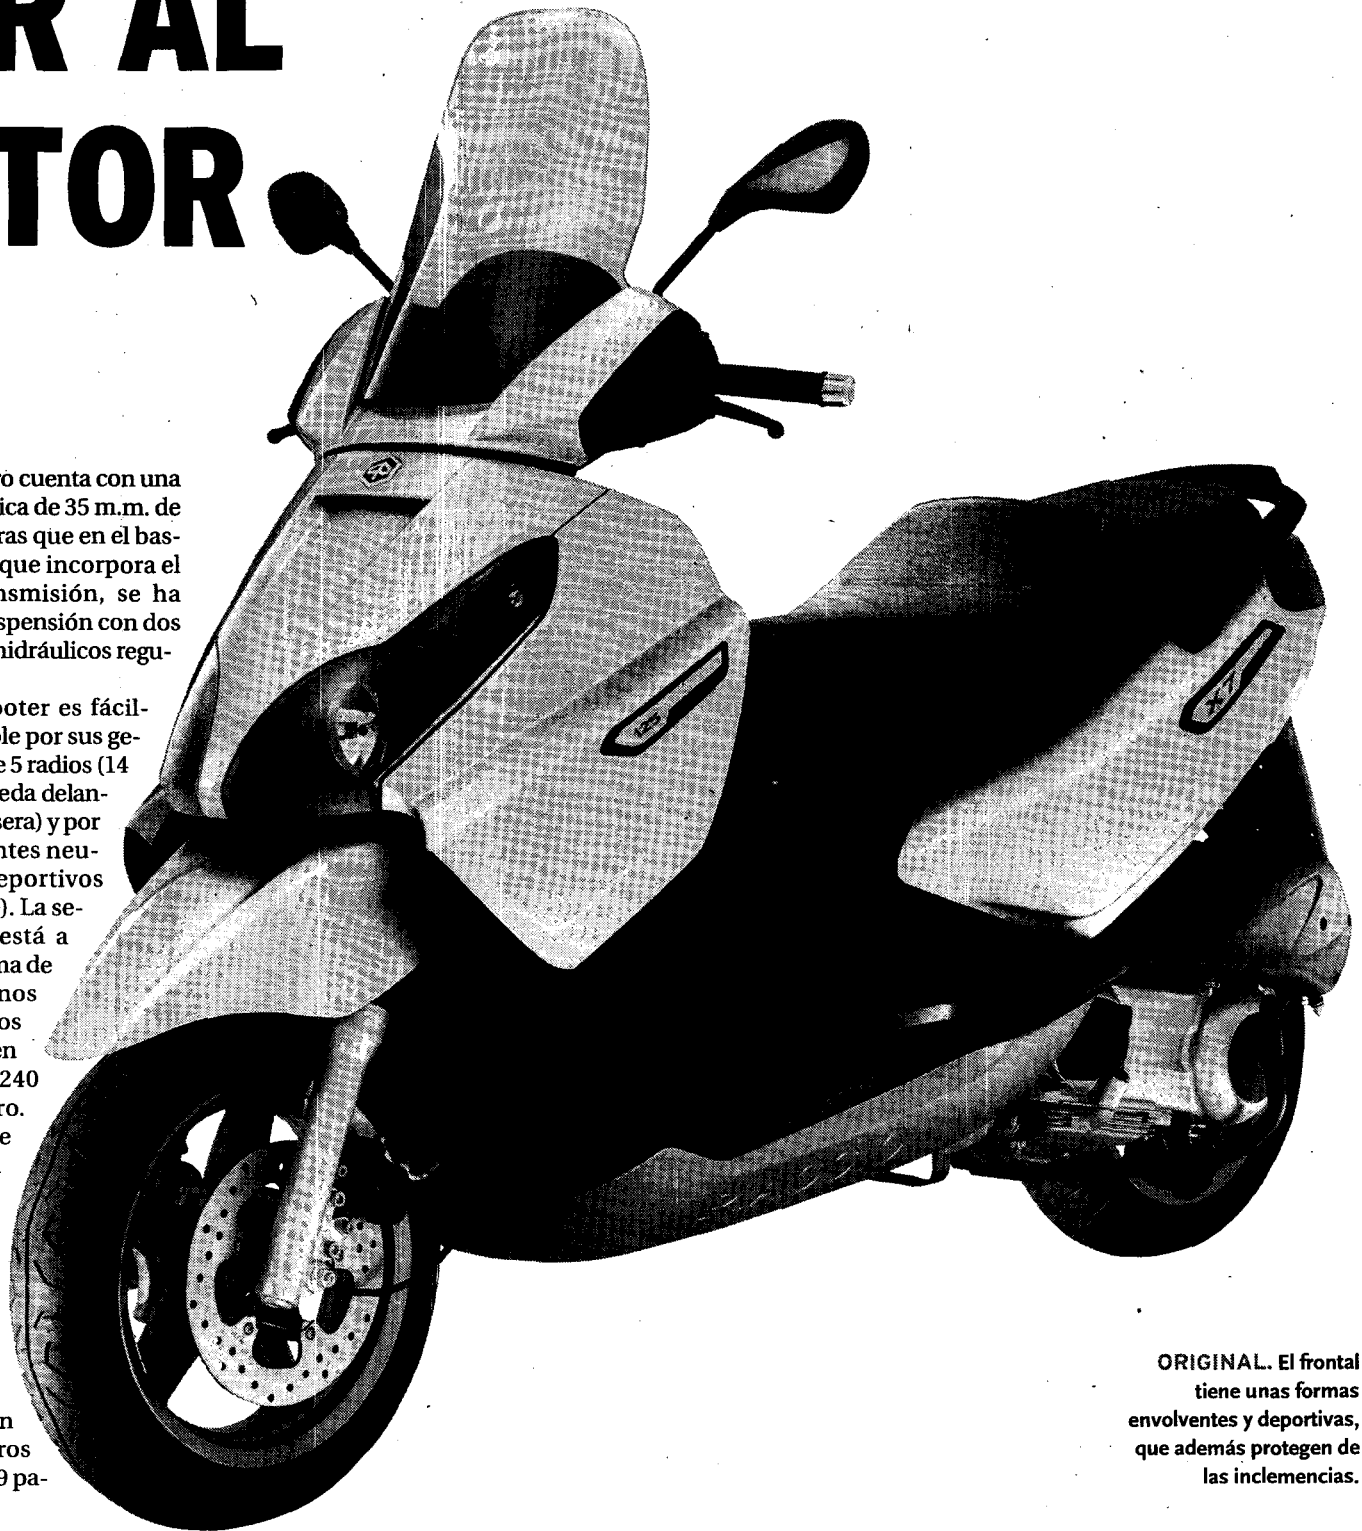 R AL
TOR
ro cuenta con una
ica de 35 m.m. de
ras que en el bas-
que incorpora el
nsmisión, se ha
spensión con dos
hidráulicos regu-
ooter es fácil-
ole por sus ge-
e 5 radios (14
eda delan-
sera) y por
ntes neu-
eportivos
). La se-
está a
na de
nos
os
en
240
ro.
e
n
ros
9 pa-
125
X7
ORIGINAL. El frontal
tiene unas formas
envolventes y deportivas,
que además protegen de
las inclemencias.